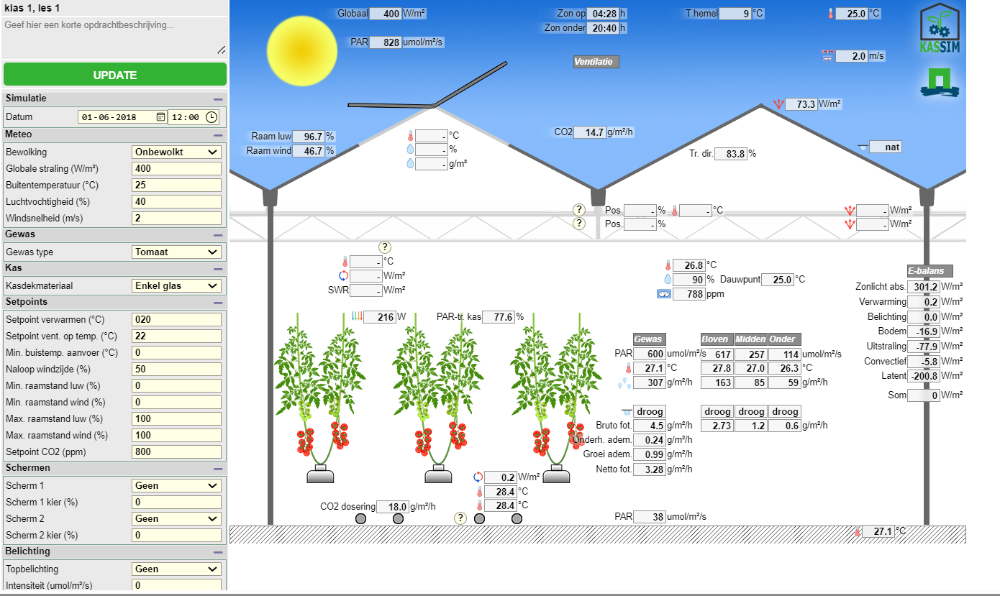 klas 1, les 1
Geef hier een korte opdrachtbeschrijving...
UPDATE
Simulatie
Datum 01-06-2018 12:00
Meteo
Bewolking Onbewolkt
Globale straling (W/m²) 400
Buitentemperatuur (°C) 25
Luchtvochtigheid (%) 40
Windsnelheid (m/s) 2
Gewas
Gewas type Tomaat
Kas
Kasdekmateriaal Enkel glas
Setpoints
Setpoint verwarmen (°C) 020
Setpoint vent. op temp. (°C) 22
Min. buistemp. aanvoer (°C) 0
Naloop windzijde (%) 50
Min. raamstand luw (%) 0
Min. raamstand wind (%) 0
Max. raamstand luw (%) 100
Max. raamstand wind (%) 100
Setpoint CO2 (ppm) 800
Schermen
Scherm 1 Geen
Scherm 1 kier (%) 0
Scherm 2 Geen
Scherm 2 kier (%) 0
Belichting
Topbelichting Geen
Intensiteit (umol/m²/s) 0
Globaal 400 W/m²
PAR 828 umol/m²/s
Zon op 04:28 h
Zon onder 20:40 h
T hemel 9 °C
25.0 °C
2.0 m/s
KASSIM
Ventilatie
73.3 W/m²
Raam luw 96.7 %
Raam wind 46.7 %
- °C
- %
- g/m³
CO2 14.7 g/m²/h
Tr. dir. 83.8 %
nat
? Pos. - % - °C - W/m²
? Pos. - % - W/m²
?
- °C
- W/m²
SWR - W/m²
26.8 °C
90 % Dauwpunt 25.0 °C
788 ppm
E-balans
Zonlicht abs. 301.2 W/m²
Verwarming 0.2 W/m²
Belichting 0.0 W/m²
Bodem -16.9 W/m²
Uitstraling -77.9 W/m²
Convectief -5.8 W/m²
Latent -200.8 W/m²
Som 0 W/m²
216 W
PAR-tr. kas 77.6 %
Gewas Boven Midden Onder
PAR 600 umol/m²/s 617 257 114 umol/m²/s
27.1 °C 27.8 27.0 26.3 °C
307 g/m²/h 163 85 59 g/m²/h
droog droog droog droog
Bruto fot. 4.5 g/m²/h 2.73 1.2 0.6 g/m²/h
Onderh. adem. 0.24 g/m²/h
Groei adem. 0.99 g/m²/h
Netto fot. 3.28 g/m²/h
0.2 W/m²
28.4 °C
28.4 °C
CO2 dosering 18.0 g/m²/h
?
PAR 38 umol/m²/s
27.1 °C